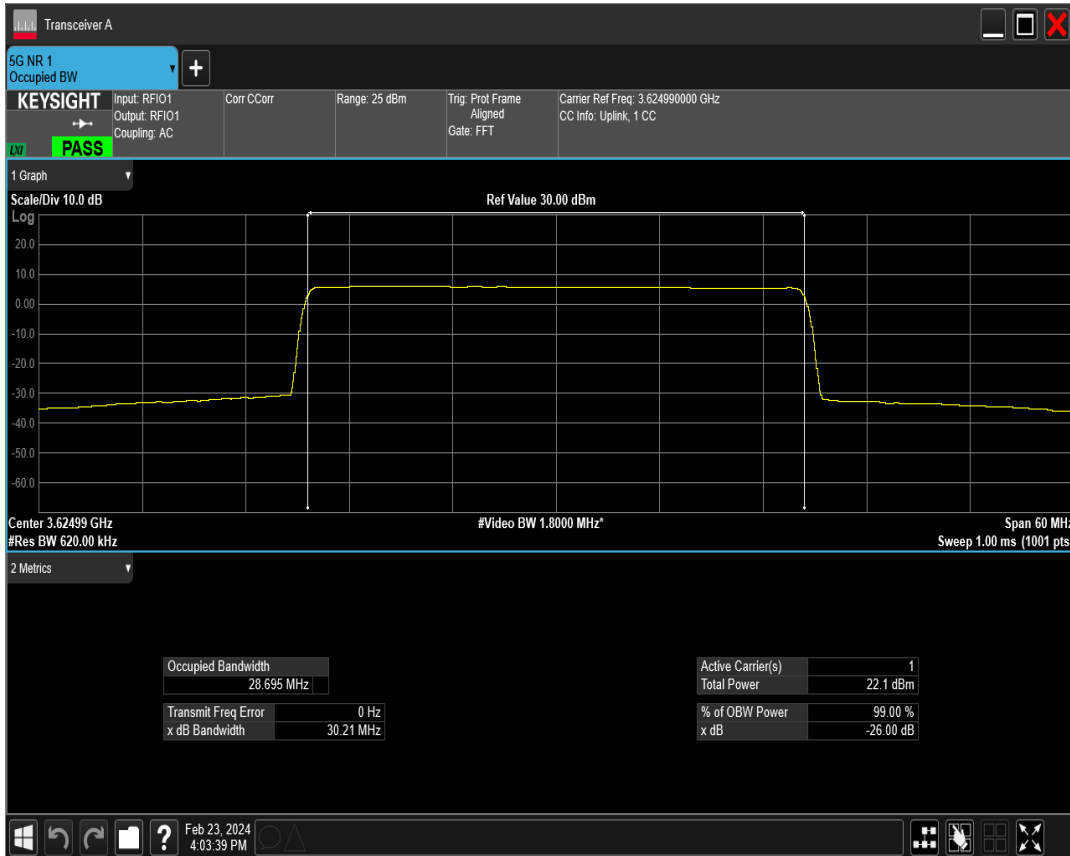 Transceiver A
5G NR 1
Occupied BW
KEYSIGHT
LXI
PASS
Input: RFIO1
Output: RFIO1
Coupling: AC
Corr CCorr
Range: 25 dBm
Trig: Prot Frame
Aligned
Gate: FFT
Carrier Ref Freq: 3.624990000 GHz
CC Info: Uplink, 1 CC
1 Graph
Scale/Div 10.0 dB
Ref Value 30.00 dBm
Log
20.0
10.0
0.00
-10.0
-20.0
-30.0
-40.0
-50.0
-60.0
Center 3.62499 GHz
#Video BW 1.8000 MHz*
Span 60 MHz
#Res BW 620.00 kHz
Sweep 1.00 ms (1001 pts
2 Metrics
Occupied Bandwidth
28.695 MHz
Transmit Freq Error 0 Hz
x dB Bandwidth 30.21 MHz
Active Carrier(s) 1
Total Power 22.1 dBm
% of OBW Power 99.00 %
x dB -26.00 dB
?
Feb 23, 2024
4:03:39 PM